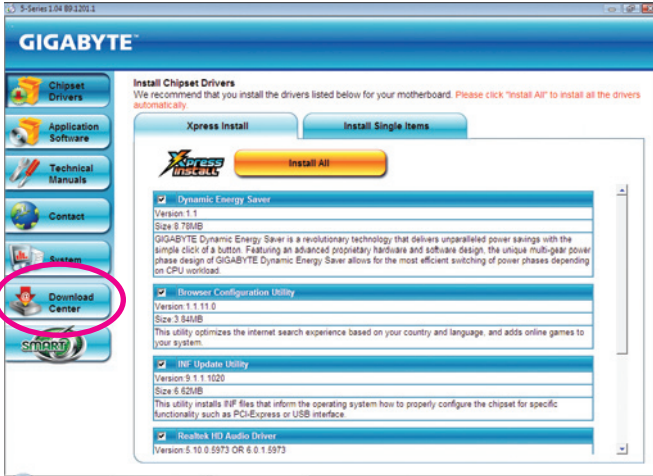 5-Series 1.04 B9.1201.1
GIGABYTE™
Chipset
Drivers
Application
Software
Technical
Manuals
Contact
System
Download
Center
SMART
Install Chipset Drivers
We recommend that you install the drivers listed below for your motherboard. Please click "Install All" to install all the drivers
automatically.
Xpress Install
Install Single Items
Xpress
Install
Install All
Dynamic Energy Saver
Version:1.1
Size:8.78MB
GIGABYTE Dynamic Energy Saver is a revolutionary technology that delivers unparalleled power savings with the
simple click of a button. Featuring an advanced proprietary hardware and software design, the unique multi-gear power
phase design of GIGABYTE Dynamic Energy Saver allows for the most efficient switching of power phases depending
on CPU workload.
Browser Configuration Utility
Version:1.1.11.0
Size:3.84MB
This utility optimizes the internet search experience based on your country and language, and adds online games to
your system.
INF Update Utility
Version:9.1.1.1020
Size:6.62MB
This utility installs INF files that inform the operating system how to properly configure the chipset for specific
functionality such as PCI-Express or USB interface.
Realtek HD Audio Driver
Version:5.10.0.5973 OR 6.0.1.5973